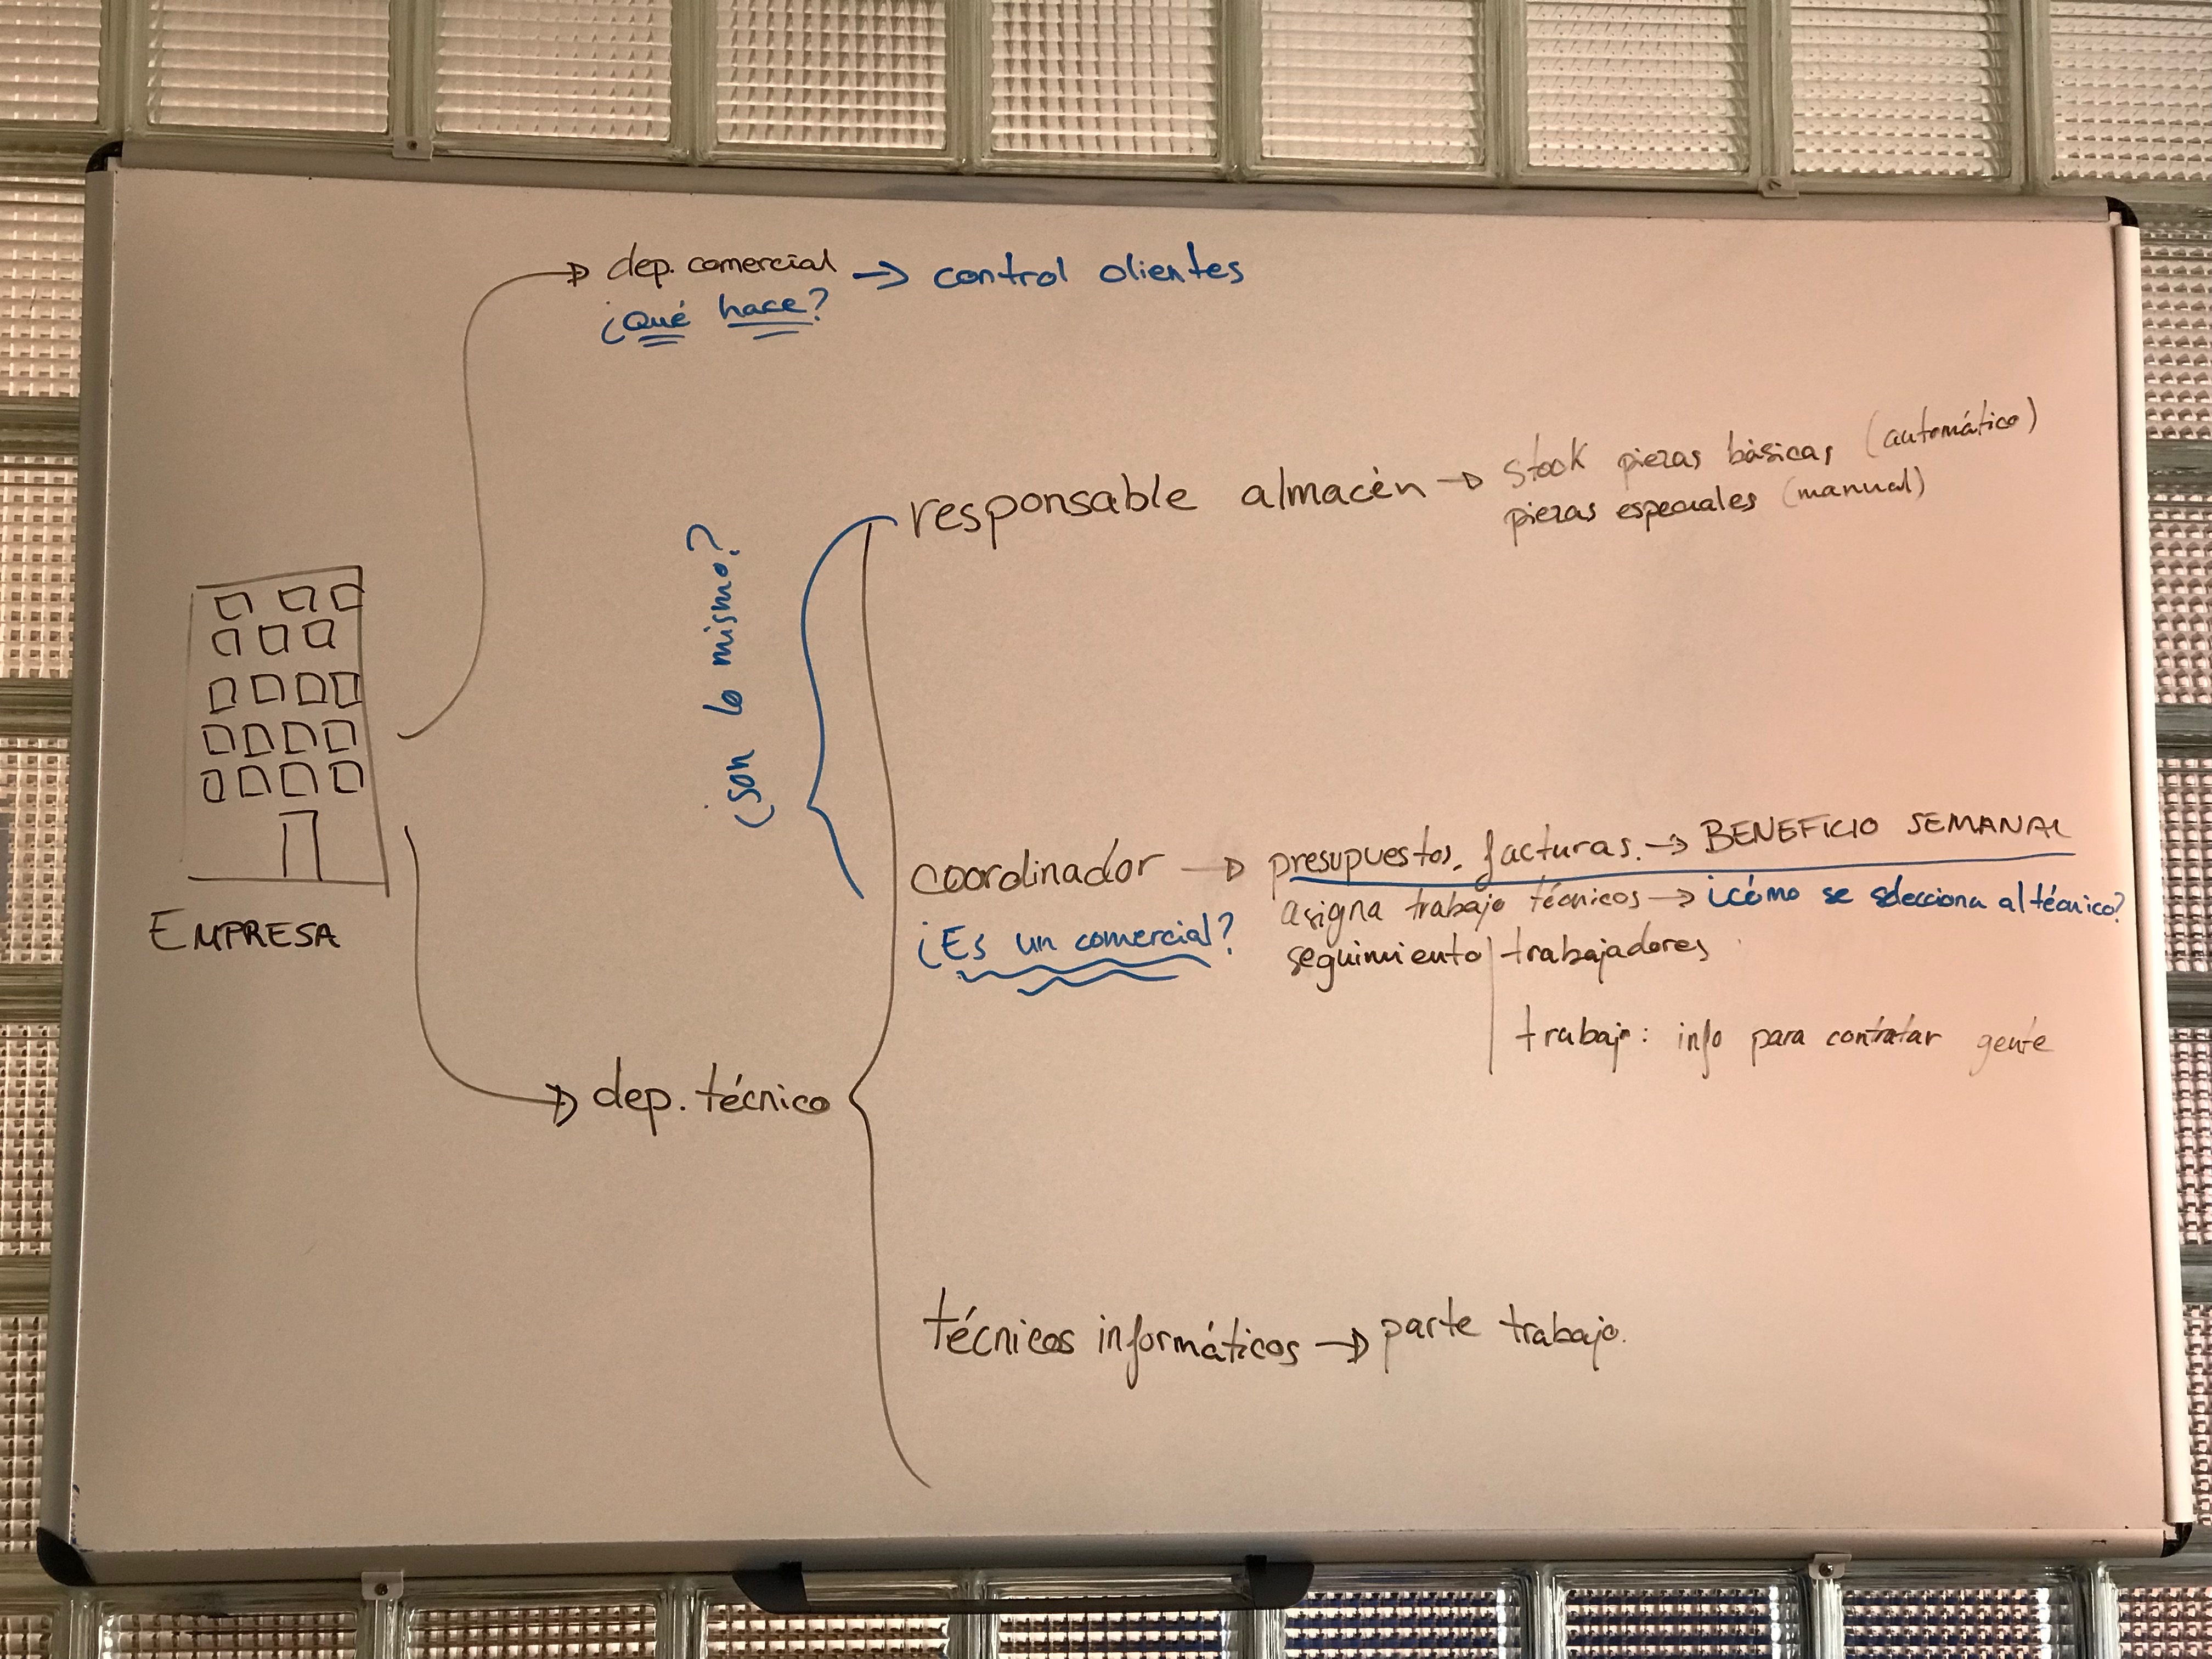 dep. comercial → control clientes
¿Qué hace?
responsable almacén → stock piezas básicas (automático)
piezas especiales (manual)
¿son lo mismo?
EMPRESA
coordinador → presupuestos, facturas. → BENEFICIO SEMANAL
¿Es un comercial?
asigna trabajo técnicos → ¿cómo se selecciona al técnico?
seguimiento trabajadores
trabajo: info para contratar gente
dep. técnico
técnicos informáticos → parte trabajo.